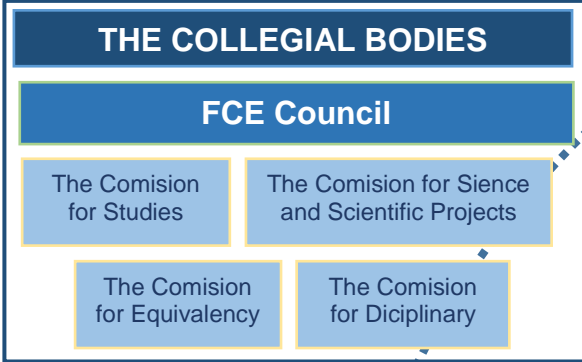 THE COLLEGIAL BODIES
FCE Council
The Comision
for Studies
The Comision for Sience
and Scientific Projects
The Comision
for Equivalency
The Comision
for Diciplinary